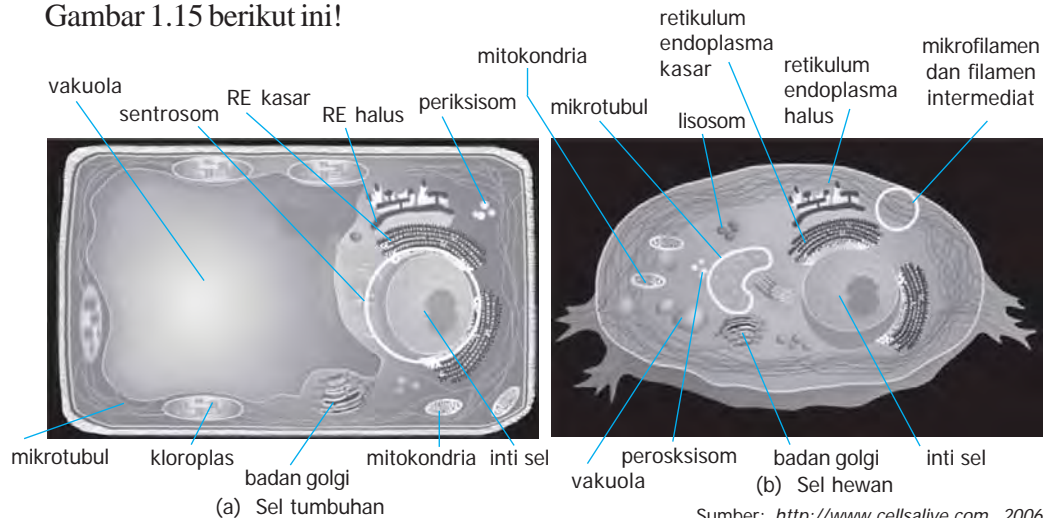 Gambar 1.15 berikut ini!
vakuola
sentrosom
RE kasar
RE halus
periksisom
mikrotubul
kloroplas
badan golgi
mitokondria
inti sel
(a) Sel tumbuhan
mitokondria
mikrotubul
retikulum
endoplasma
kasar
lisosom
retikulum
endoplasma
halus
mikrofilamen
dan filamen
intermediat
vakuola
perosksisom
badan golgi
inti sel
(b) Sel hewan
Sumber: http://www.cellsalive.com, 2006